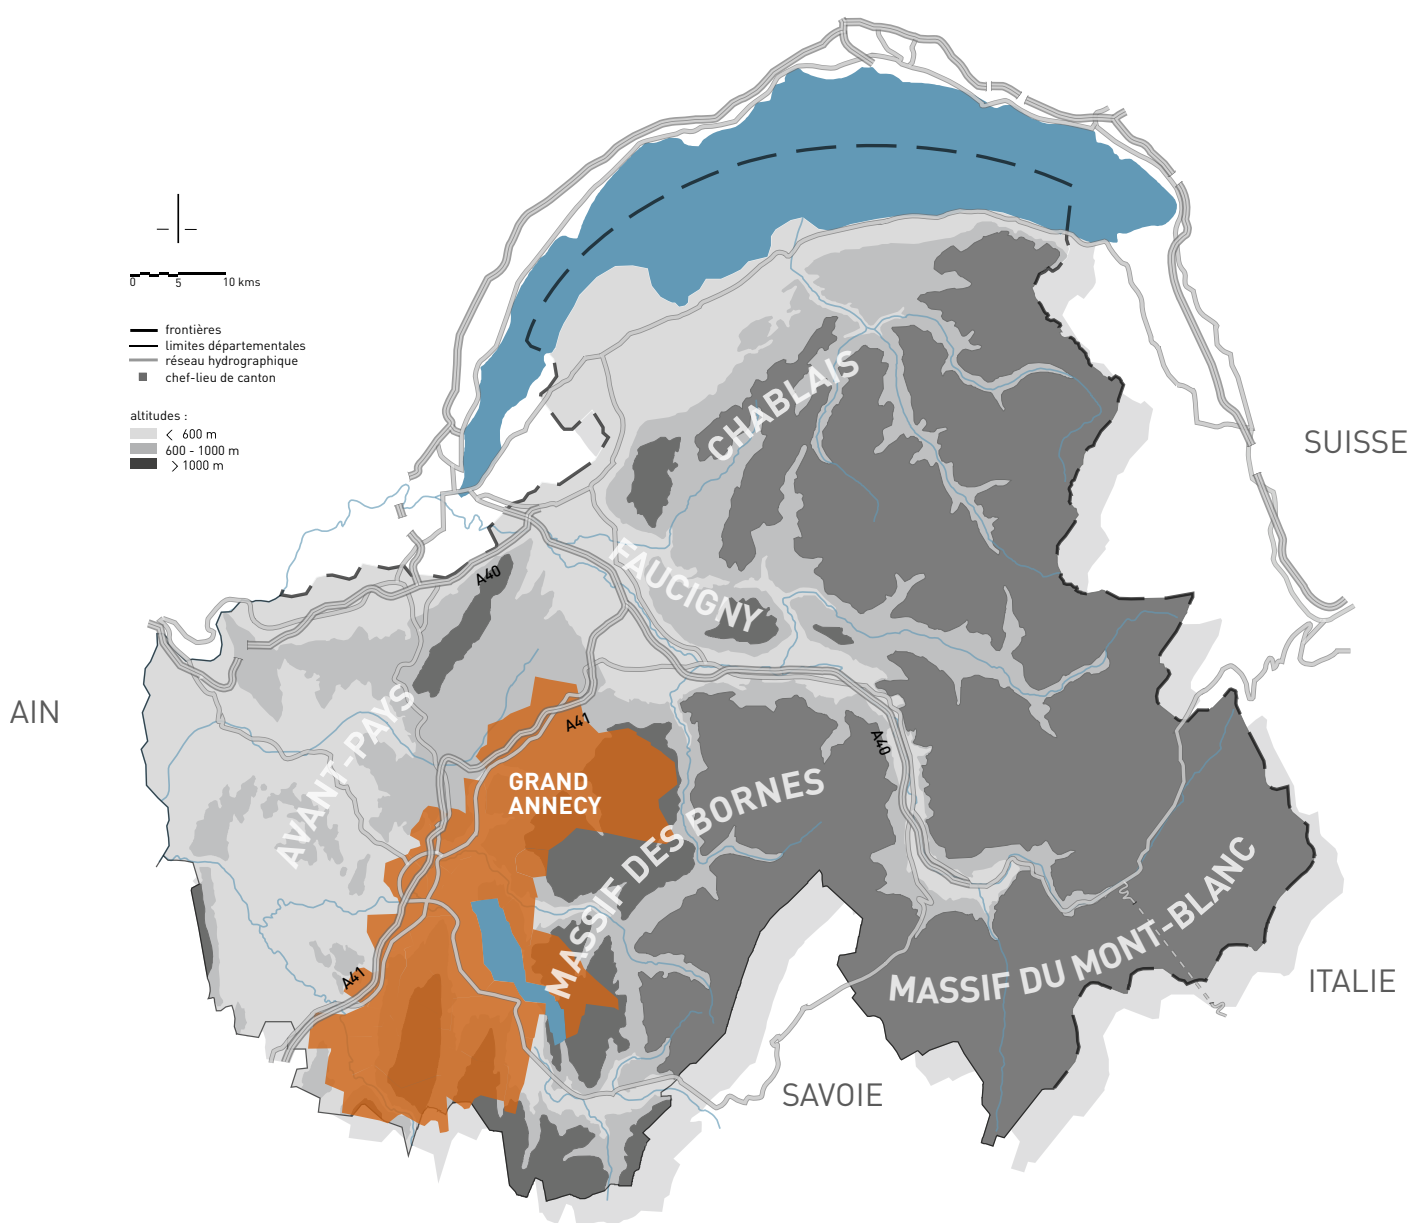 0
5
10 kms
frontières
limites départementales
réseau hydrographique
chef-lieu de canton
altitudes :
< 600 m
600 - 1000 m
> 1000 m
CHABLAIS
SUISSE
FAUCIGNY
A40
AIN
AVANT-PAYS
A41
A40
GRAND
ANNECY
MASSIF DES BORNES
A41
MASSIF DU MONT-BLANC
ITALIE
SAVOIE